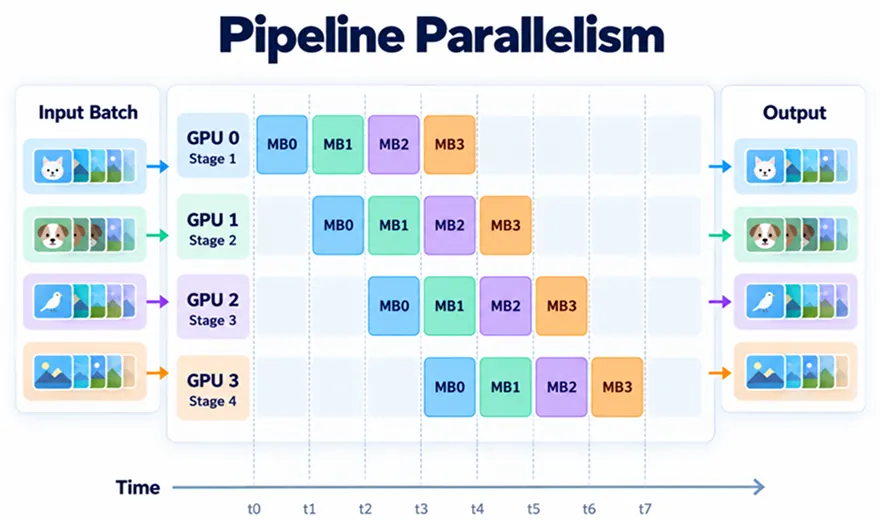 Pipeline Parallelism
Input Batch
GPU 0
Stage 1
MB0 MB1 MB2 MB3
GPU 1
Stage 2
MB0 MB1 MB2 MB3
GPU 2
Stage 3
MB0 MB1 MB2 MB3
GPU 3
Stage 4
MB0 MB1 MB2 MB3
Output
Time
t0 t1 t2 t3 t4 t5 t6 t7